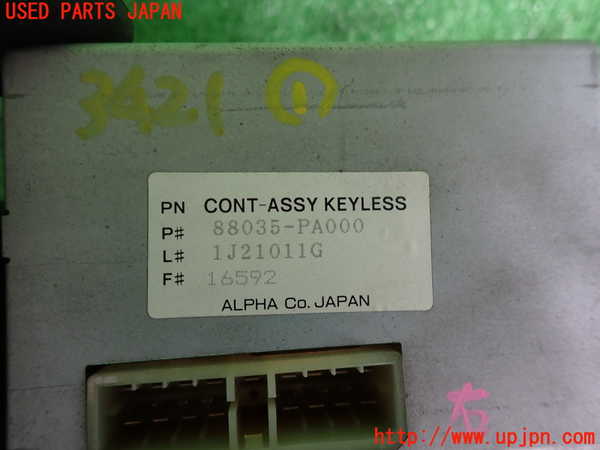 USED PARTS JAPAN
3421 ①
PN CONT-ASSY KEYLESS
P# 88035-PA000
L# 1J21011G
F# 16592
ALPHA Co. JAPAN
http://www.upjpn.com/